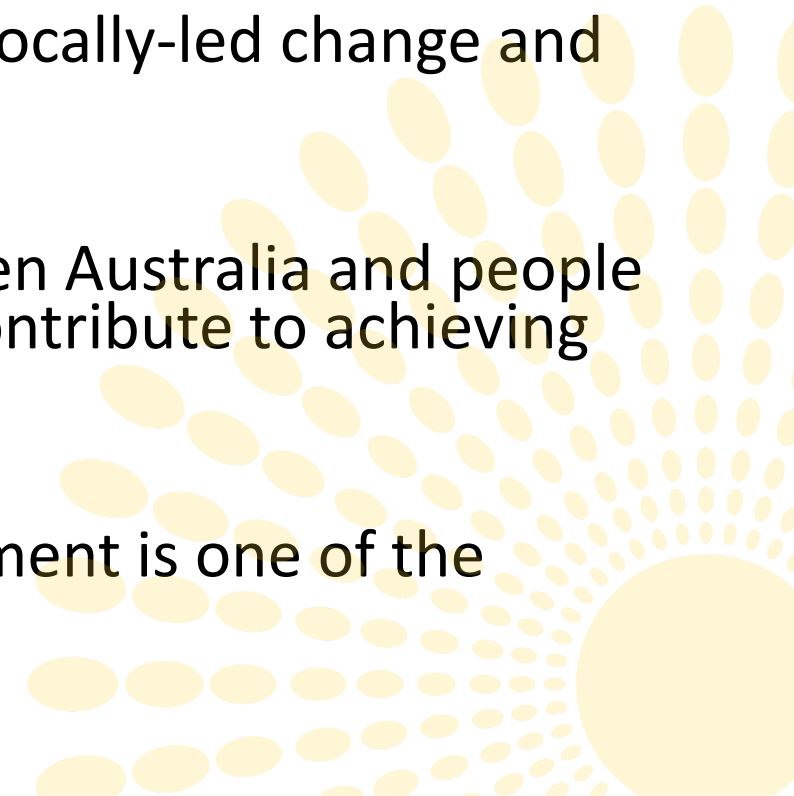 ocally-led change and
en Australia and people
ontribute to achieving
ment is one of the